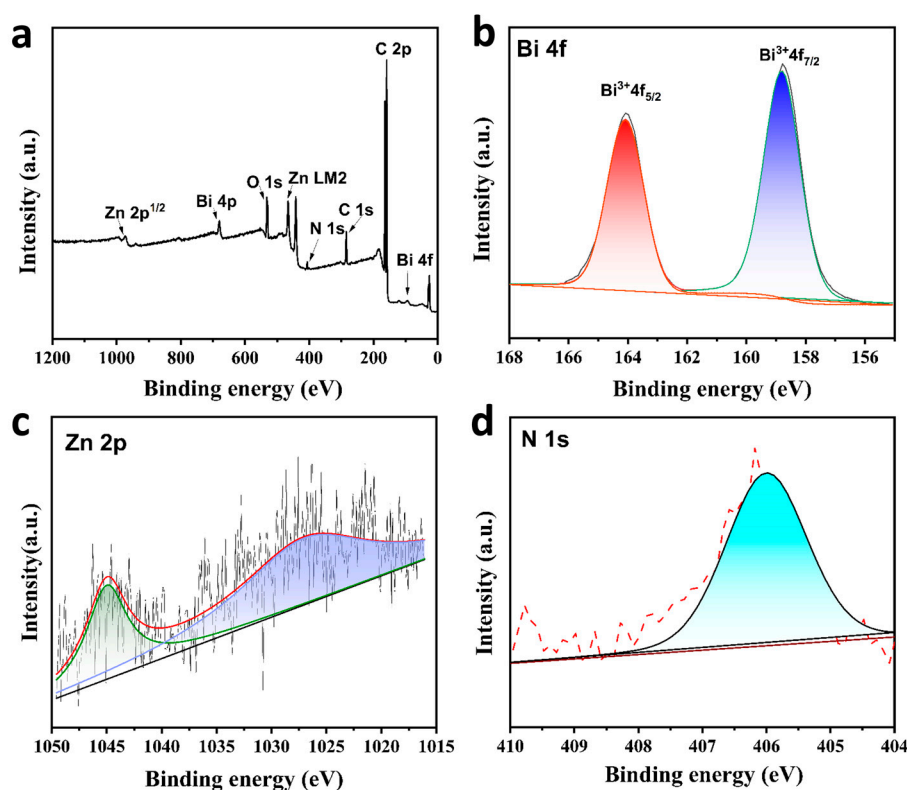 a
C 2p
O 1s
Zn LM2
Bi 4p
Zn 2p1/2
N 1s
C 1s
Bi 4f
Intensity (a.u.)
1200 1000 800 600 400 200 0
Binding energy (eV)
b
Bi 4f
Bi3+4f7/2
Bi3+4f5/2
Intensity (a.u.)
168 166 164 162 160 158 156
Binding energy (eV)
c
Zn 2p
Intensity(a.u.)
1050 1045 1040 1035 1030 1025 1020 1015
Binding energy (eV)
d
N 1s
Intensity (a.u.)
410 409 408 407 406 405 404
Binding energy (eV)